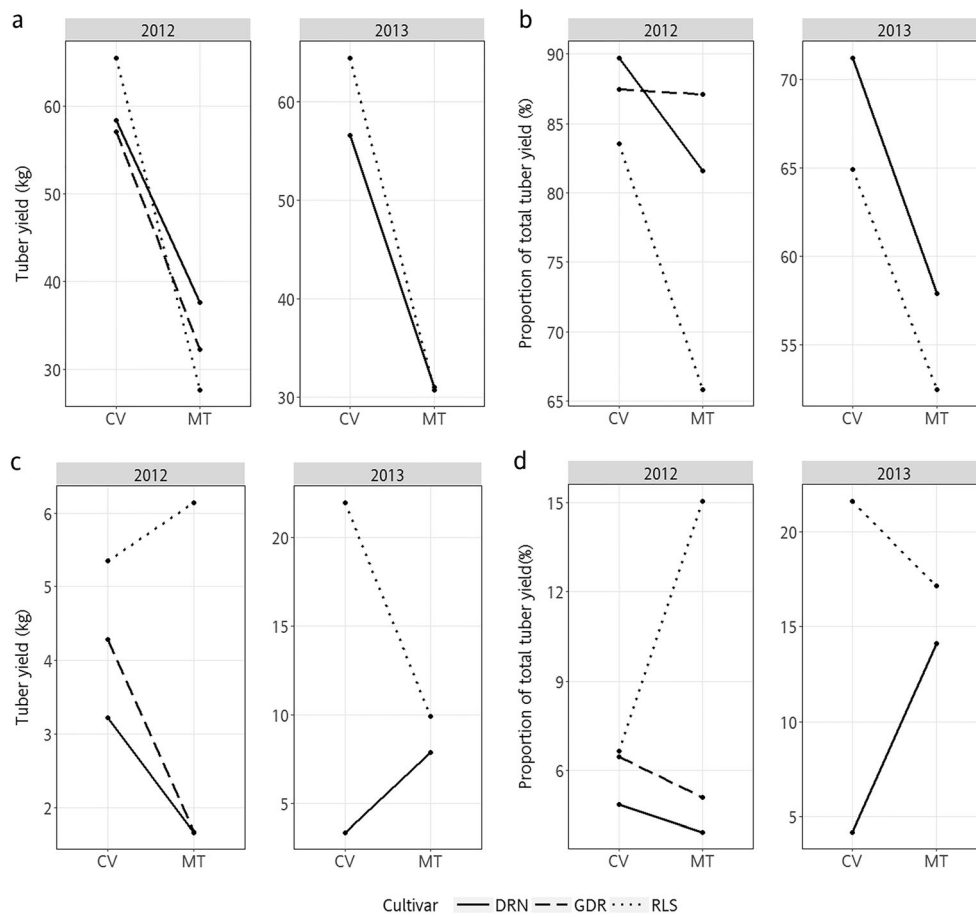 a
2012
2013
Tuber yield (kg)
60
50
40
30
CV MT
60
50
40
30
CV MT
b
2012
2013
Proportion of total tuber yield (%)
90
85
80
75
70
65
CV MT
70
65
60
55
CV MT
c
2012
2013
Tuber yield (kg)
6
5
4
3
2
CV MT
20
15
10
5
CV MT
d
2012
2013
Proportion of total tuber yield(%)
15
12
9
6
CV MT
20
15
10
5
CV MT
Cultivar DRN GDR RLS